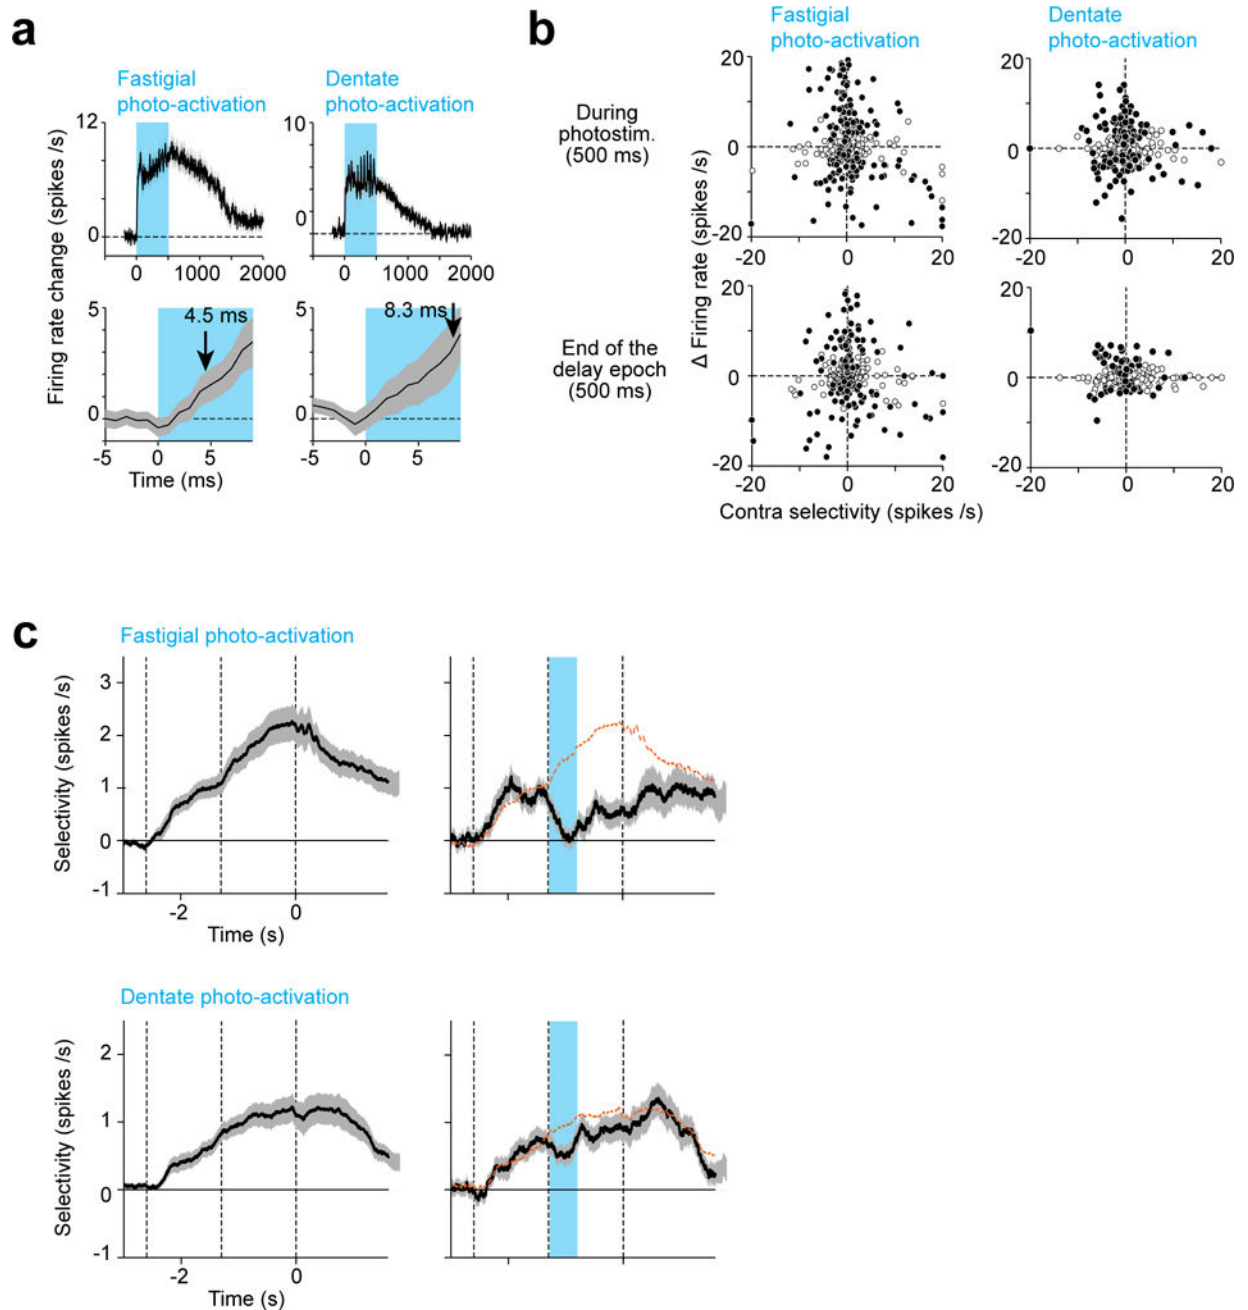 a
Fastigial
photo-activation
Dentate
photo-activation
Firing rate change (spikes /s)
12
0
0
1000
2000
10
0
0
1000
2000
5
0
4.5 ms
-5
0
5
Time (ms)
5
0
8.3 ms
-5
0
5
b
Fastigial
photo-activation
Dentate
photo-activation
During
photostim.
(500 ms)
End of the
delay epoch
(500 ms)
Δ Firing rate (spikes /s)
20
0
-20
-20
0
20
20
0
-20
-20
0
20
20
0
-20
-20
0
20
20
0
-20
-20
0
20
Contra selectivity (spikes /s)
c
Fastigial photo-activation
Selectivity (spikes /s)
3
2
1
0
-1
-2
0
Time (s)
3
2
1
0
-1
Dentate photo-activation
Selectivity (spikes /s)
2
1
0
-1
-2
0
Time (s)